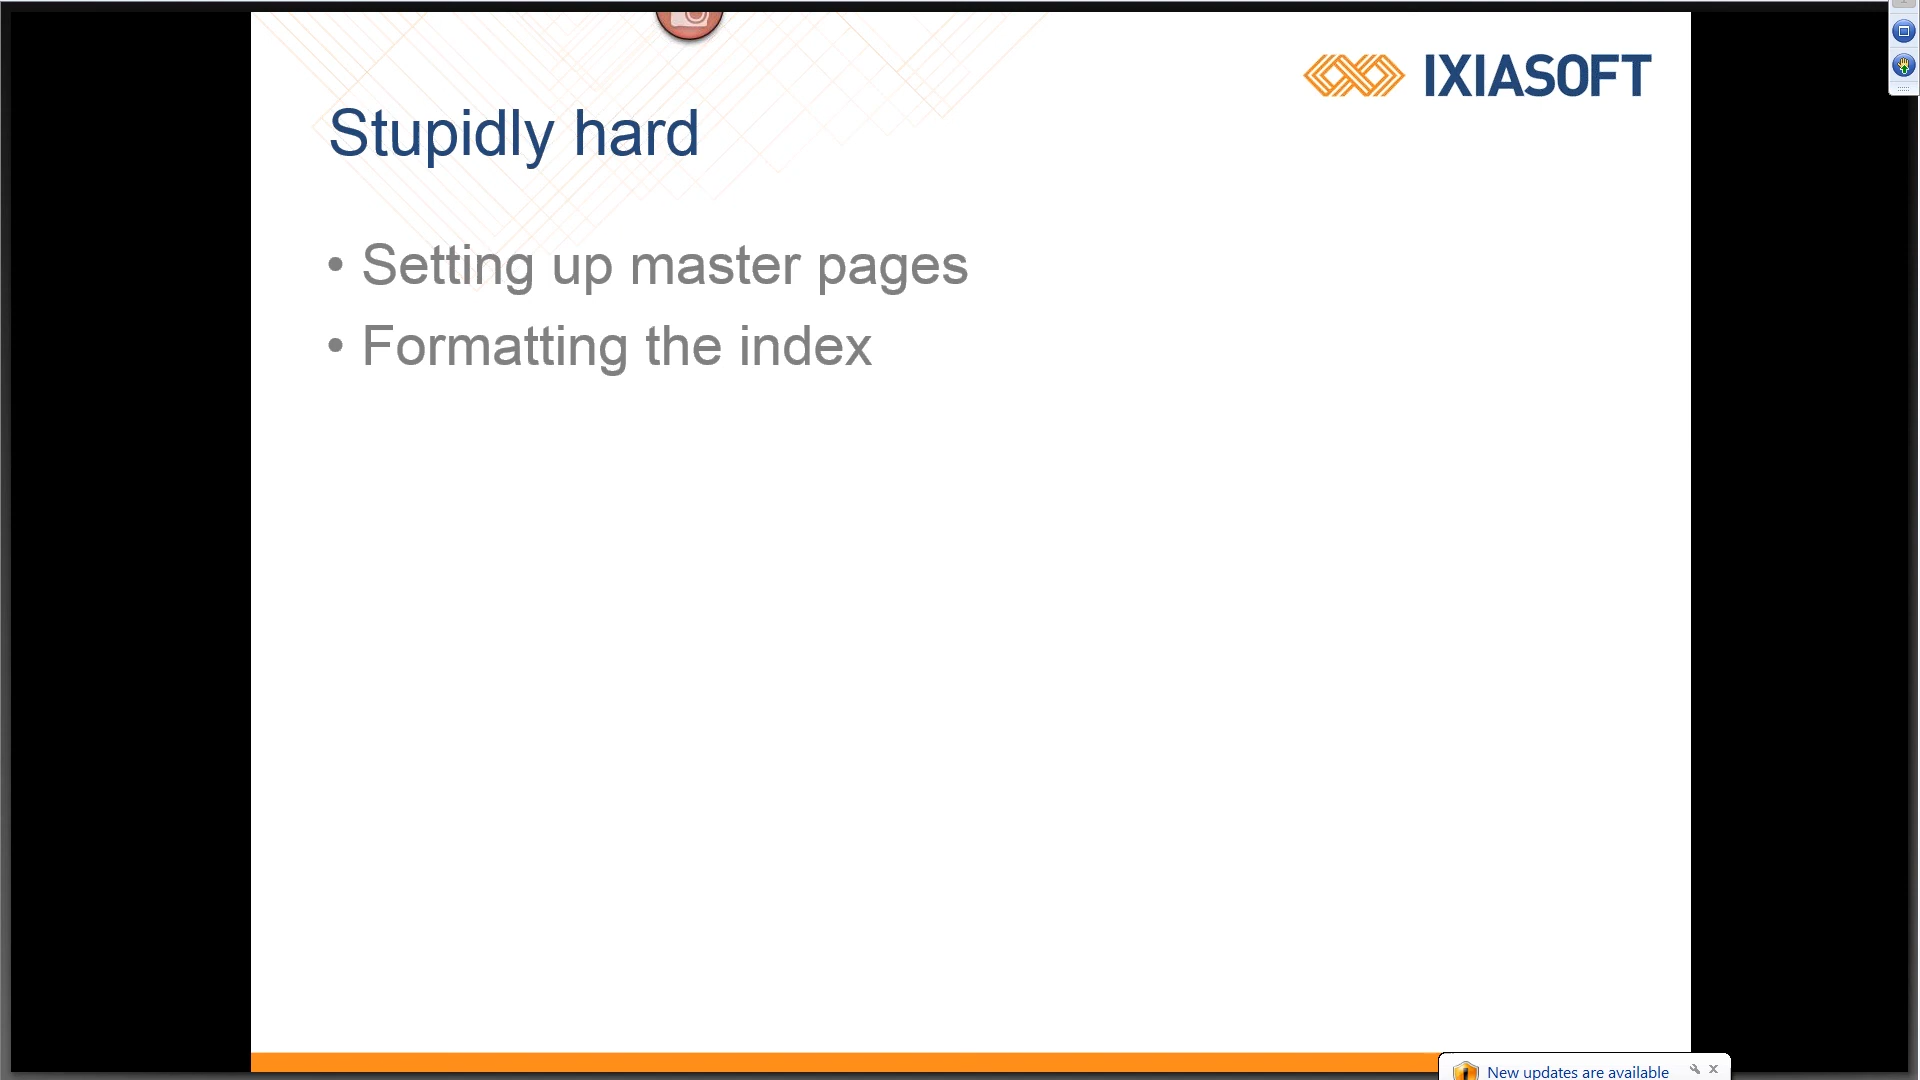 IXIASOFT
Stupidly hard
• Setting up master pages
• Formatting the index
New updates are available